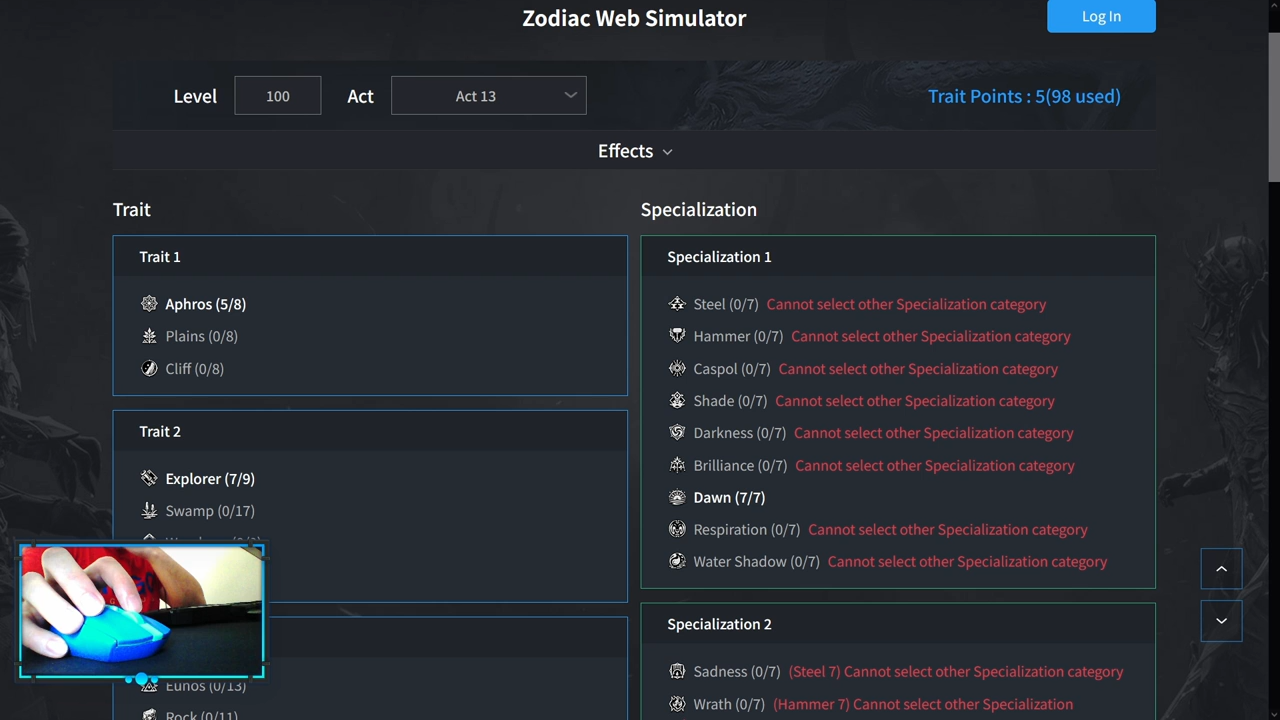 Zodiac Web Simulator
Log In
Level 100 Act Act 13 Trait Points : 5(98 used)
Effects
Trait
Trait 1
Aphros (5/8)
Plains (0/8)
Cliff (0/8)
Trait 2
Explorer (7/9)
Swamp (0/17)
Eunos (0/13)
Rock (0/11)
Specialization
Specialization 1
Steel (0/7) Cannot select other Specialization category
Hammer (0/7) Cannot select other Specialization category
Caspol (0/7) Cannot select other Specialization category
Shade (0/7) Cannot select other Specialization category
Darkness (0/7) Cannot select other Specialization category
Brilliance (0/7) Cannot select other Specialization category
Dawn (7/7)
Respiration (0/7) Cannot select other Specialization category
Water Shadow (0/7) Cannot select other Specialization category
Specialization 2
Sadness (0/7) (Steel 7) Cannot select other Specialization category
Wrath (0/7) (Hammer 7) Cannot select other Specialization